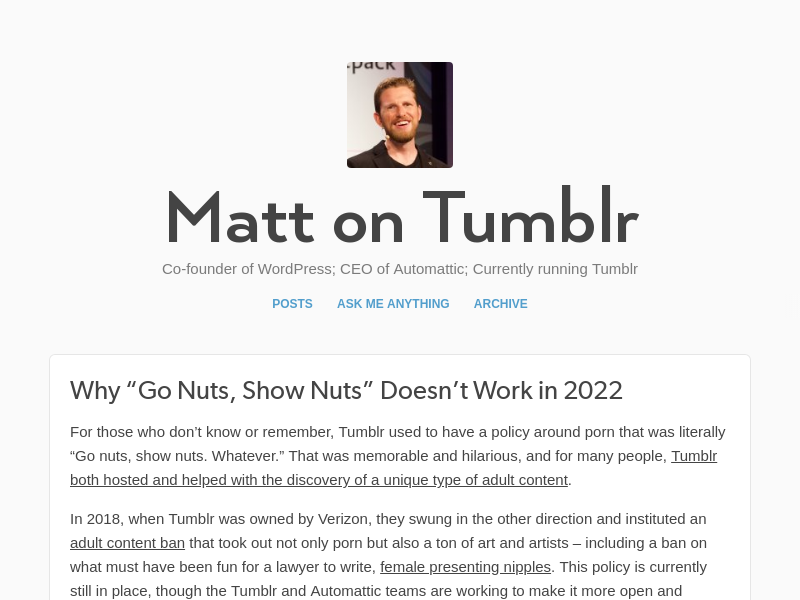 -pack
Matt on Tumblr
Co-founder of WordPress; CEO of Automattic; Currently running Tumblr
POSTS ASK ME ANYTHING ARCHIVE
Why “Go Nuts, Show Nuts” Doesn’t Work in 2022
For those who don’t know or remember, Tumblr used to have a policy around porn that was literally
“Go nuts, show nuts. Whatever.” That was memorable and hilarious, and for many people, Tumblr
both hosted and helped with the discovery of a unique type of adult content.
In 2018, when Tumblr was owned by Verizon, they swung in the other direction and instituted an
adult content ban that took out not only porn but also a ton of art and artists – including a ban on
what must have been fun for a lawyer to write, female presenting nipples. This policy is currently
still in place, though the Tumblr and Automattic teams are working to make it more open and